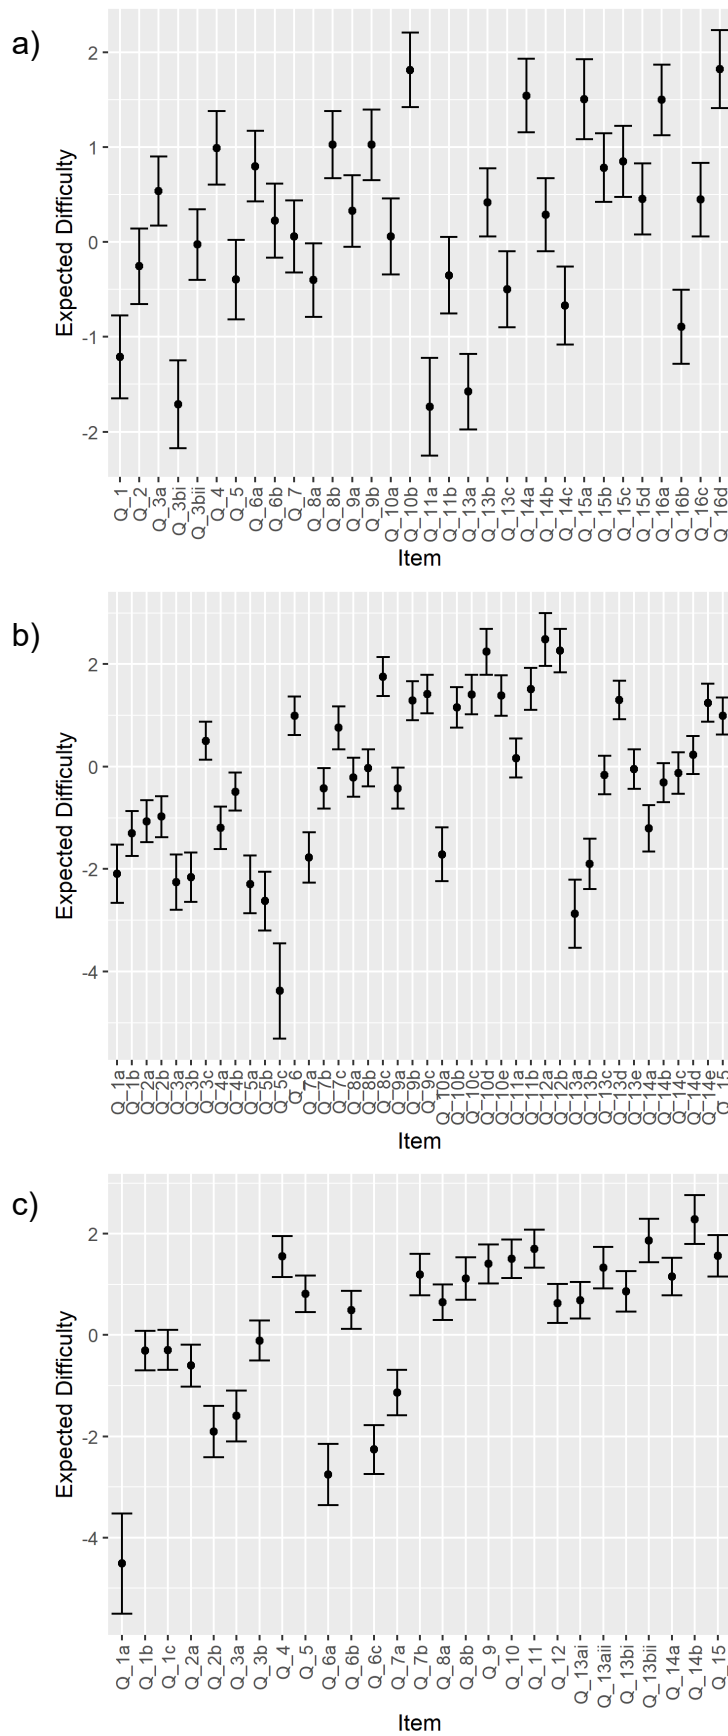 a)
Expected Difficulty
2
1
0
-1
-2
Q_1 Q_2 Q_3a Q_3bi Q_3bii Q_4 Q_5 Q_6a Q_6b Q_7 Q_8a Q_8b Q_9a Q_9b Q_10a Q_10b Q_11a Q_11b Q_13a Q_13b Q_13c Q_14a Q_14b Q_14c Q_15a Q_15b Q_15c Q_15d Q_16a Q_16b Q_16c Q_16d
Item
b)
Expected Difficulty
2
0
-2
-4
Q_1a Q_1b Q_2a Q_2b Q_3a Q_3b Q_3c Q_4a Q_4b Q_5a Q_5b Q_5c Q_6 Q_7a Q_7b Q_7c Q_8a Q_8b Q_8c Q_9a Q_9b Q_9c Q_10a Q_10b Q_10c Q_10d Q_10e Q_11a Q_11b Q_12a Q_12b Q_13a Q_13b Q_13c Q_13d Q_13e Q_14a Q_14b Q_14c Q_14d Q_14e Q_15
Item
c)
Expected Difficulty
2
0
-2
-4
Q_1a Q_1b Q_1c Q_2a Q_2b Q_3a Q_3b Q_4 Q_5 Q_6a Q_6b Q_6c Q_7a Q_7b Q_8a Q_8b Q_9 Q_10 Q_11 Q_12 Q_13ai Q_13aii Q_13bi Q_13bii Q_14a Q_14b Q_15
Item